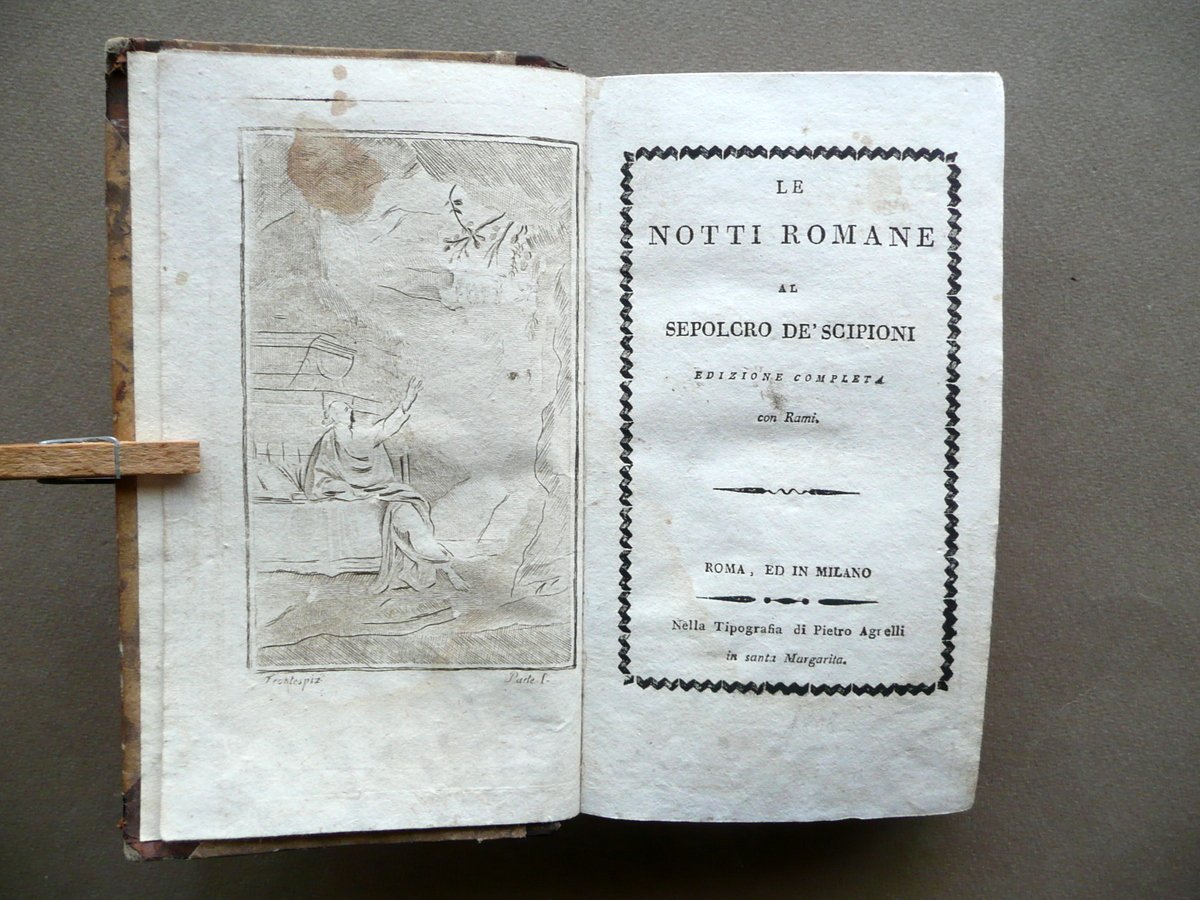 Frontespiz.
Parte I.
LE
NOTTI ROMANE
AL
SEPOLCRO DE' SCIPIONI
EDIZIONE COMPLETA
con Rami.
ROMA, ED IN MILANO
Nella Tipografia di Pietro Agrelli
in santa Margarita.